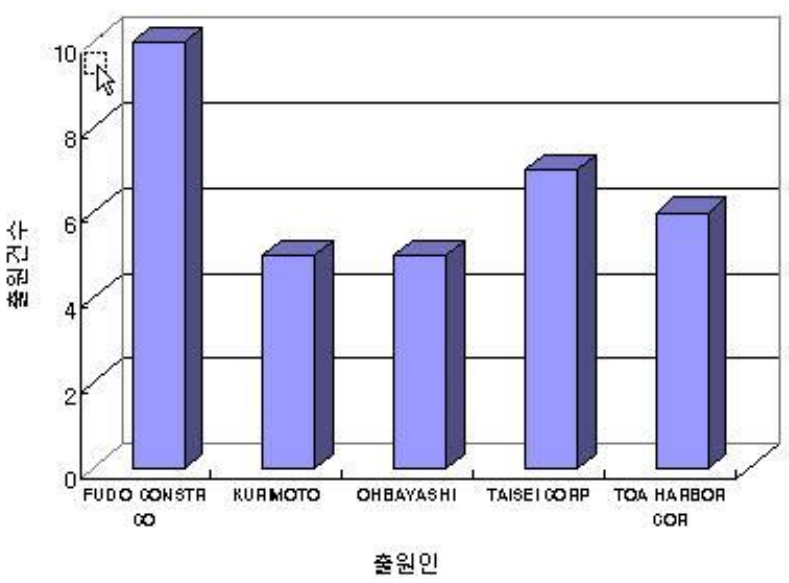 10
8
6
4
2
0
출원건수
FUDO CONSTR
CO
KURIMOTO
OHBAYASHI
TAISEI CORP
TOA HARBOR
COR
출원인